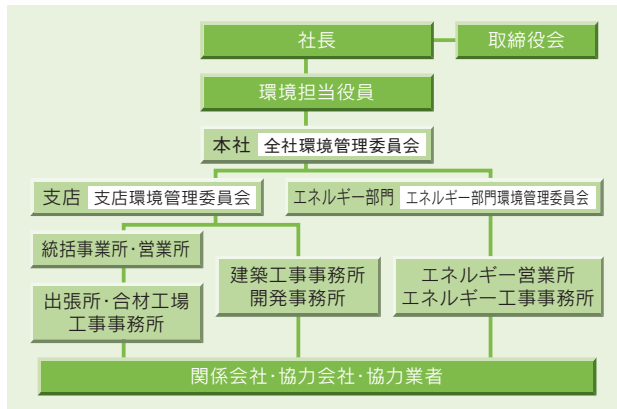 社長
取締役会
環境担当役員
本社 全社環境管理委員会
支店 支店環境管理委員会
エネルギー部門 エネルギー部門環境管理委員会
統括事業所・営業所
出張所・合材工場
工事事務所
建築工事事務所
開発事務所
エネルギー営業所
エネルギー工事事務所
関係会社・協力会社・協力業者